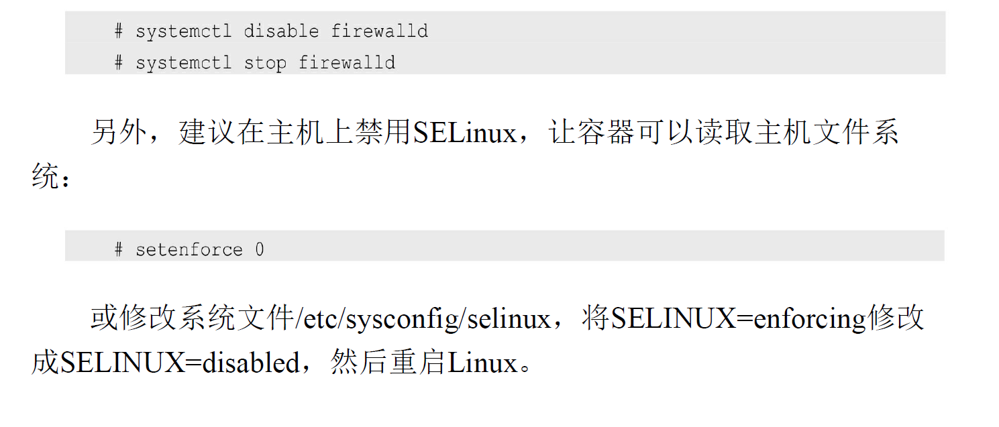 # systemctl disable firewalld
# systemctl stop firewalld
另外，建议在主机上禁用SELinux，让容器可以读取主机文件系
统：
# setenforce 0
或修改系统文件/etc/sysconfig/selinux，将SELINUX=enforcing修改
成SELINUX=disabled，然后重启Linux。